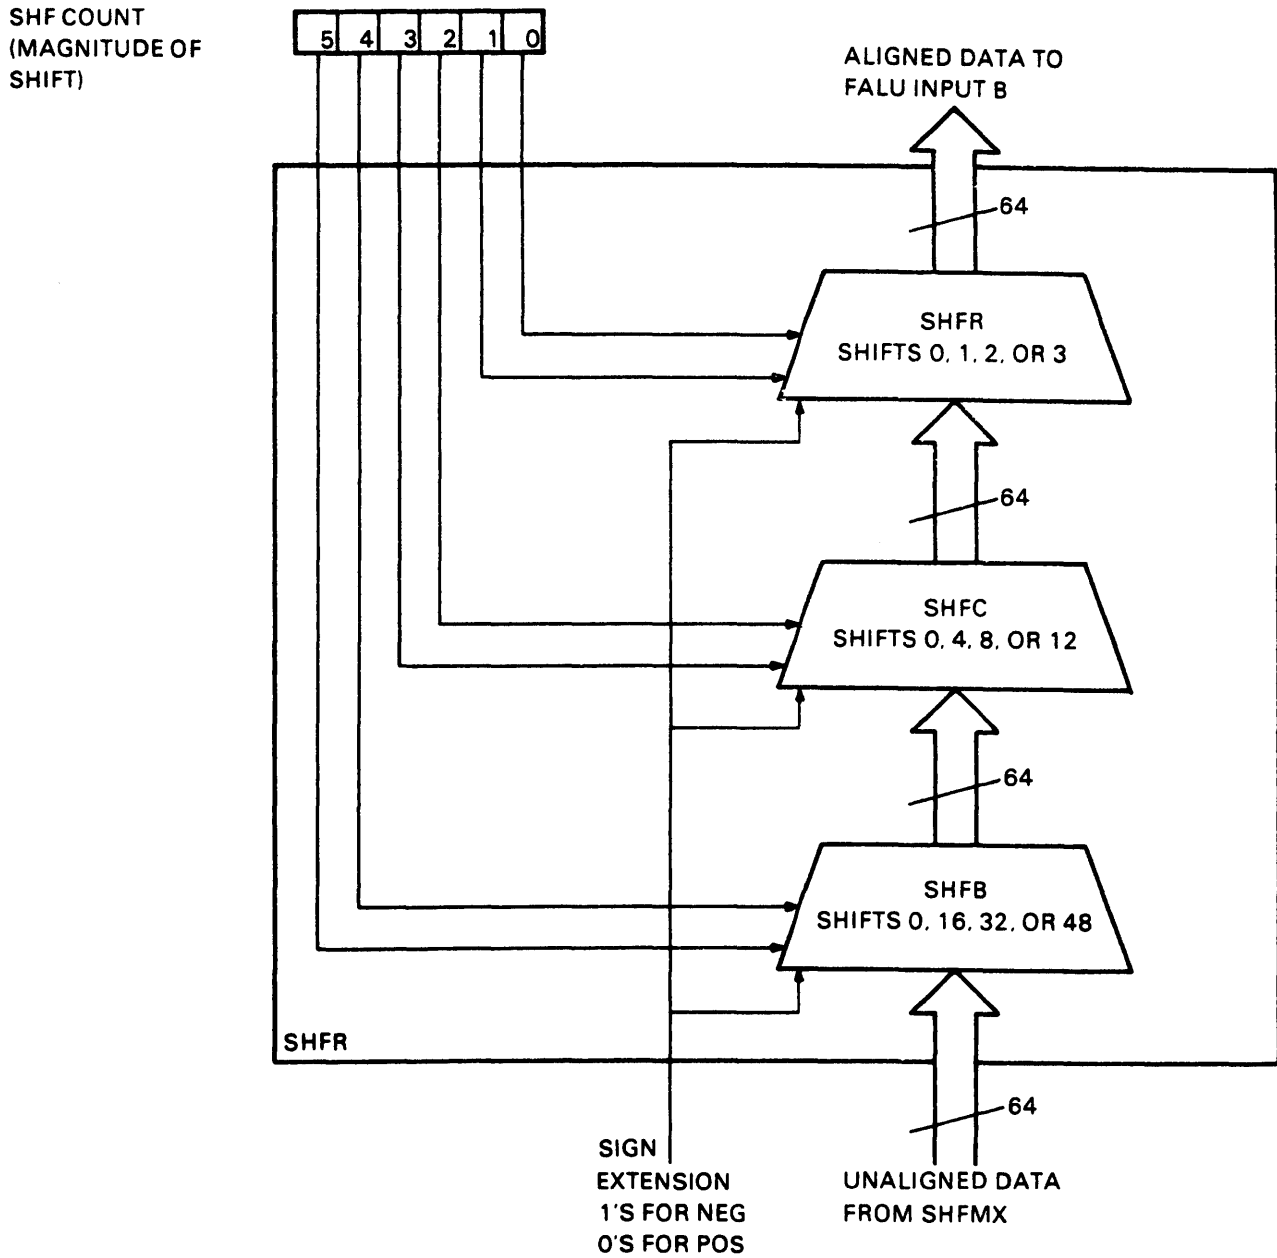 SHF COUNT
(MAGNITUDE OF
SHIFT)
5 4 3 2 1 0
ALIGNED DATA TO
FALU INPUT B
64
SHFR
SHIFTS 0, 1, 2, OR 3
64
SHFC
SHIFTS 0, 4, 8, OR 12
64
SHFB
SHIFTS 0, 16, 32, OR 48
SHFR
64
SIGN
EXTENSION
1'S FOR NEG
0'S FOR POS
UNALIGNED DATA
FROM SHFMX